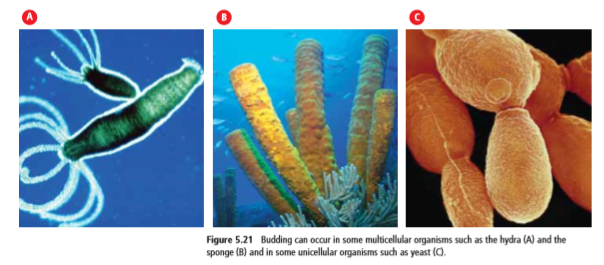 A B C
Figure 5.21 Budding can occur in some multicellular organisms such as the hydra (A) and the
sponge (B) and in some unicellular organisms such as yeast (C).